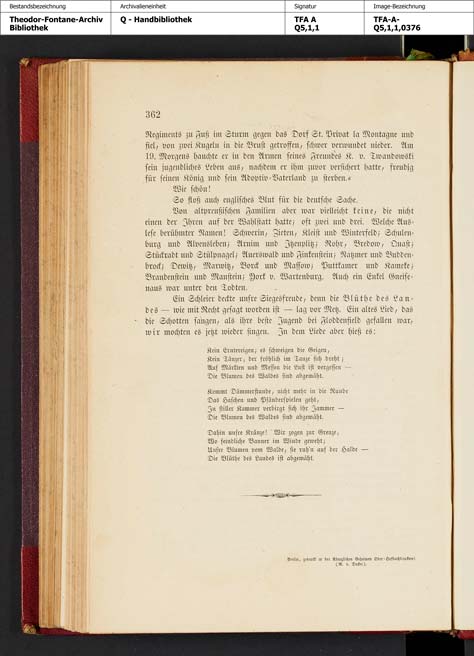 Bestandsbezeichnung
Archivalieneinheit
Signatur
Image-Bezeichnung
Theodor-Fontane-Archiv
Bibliothek
Q - Handbibliothek
TFA A
Q5,1,1
TFA-A-
Q5,1,1,0376
362
Regiments zu Fuß im Sturm gegen das Dorf St. Privat la Montagne und
fiel, von zwei Kugeln in die Brust getroffen, schwer verwundet nieder. Am
19. Morgens hauchte er in den Armen seines Freundes K. v. Twandowski
sein jugendliches Leben aus, nachdem er ihm zuvor versichert hatte, freudig
für seinen König und sein Adoptiv-Vaterland zu sterben.«
Wie schön!
So floß auch englisches Blut für die deutsche Sache.
Von altpreußischen Familien aber war vielleicht keine, die nicht
einen der Ihren auf der Wahlstatt hatte, oft zwei und drei. Welche Aus-
lese berühmter Namen! Schwerin, Zieten, Kleist und Winterfeld; Schulen-
burg und Alvensleben; Arnim und Itzenplitz; Rohr, Bredow, Quast;
Stückradt und Stülpnagel; Auerswald und Finkenstein; Natzmer und Budden-
brock; Dewitz, Marwitz, Borck und Massow; Puttkamer und Kameke;
Brandenstein und Manstein; York v. Wartenburg. Auch ein Enkel Gneise-
naus war unter den Todten.
Ein Schleier deckte unsre Siegesfreude, denn die Blüthe des Lan-
des — wie mit Recht gesagt worden ist — lag vor Metz. Ein altes Lied, das
die Schotten sangen, als ihre beste Jugend bei Floddenfield gefallen war,
wir mochten es jetzt wieder singen. In dem Liede aber hieß es:
Kein Erntereigen; es schweigen die Geigen,
Kein Tänzer, der fröhlich im Tanze sich dreht;
Auf Märkten und Messen die Lust ist vergessen —
Die Blumen des Waldes sind abgemäht.
Kommt Dämmerstunde, nicht mehr in die Runde
Das Haschen und Pfänderspielen geht,
In stiller Kammer verbirgt sich ihr Jammer —
Die Blumen des Waldes sind abgemäht.
Dahin unsre Kränze! Wir zogen zur Grenze,
Wo feindliche Banner im Winde geweht;
Unsre Blumen vom Walde, sie ruh'n auf der Halde —
Die Blüthe des Landes ist abgemäht.
Berlin, gedruckt in der Königlichen Geheimen Ober-Hofbuchdruckerei
(R. v. Decker).